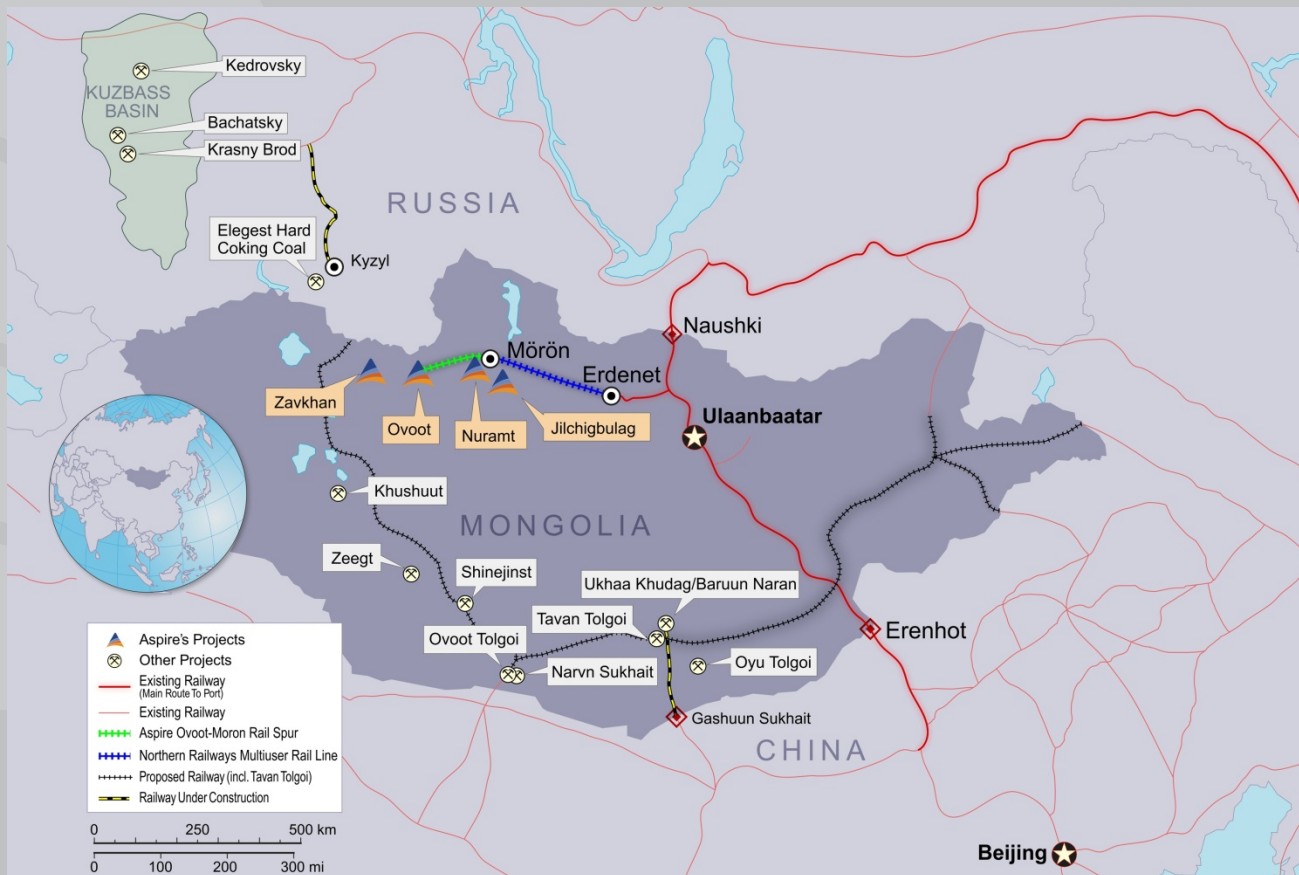 Kedrovsky
KUZBASS
BASIN
Bachatsky
Krasny Brod
RUSSIA
Elegest Hard
Coking Coal
Kyzyl
Naushki
Mörön
Erdenet
Zavkhan
Ovoot
Nuramt
Jilchigbulag
Ulaanbaatar
Khushuut
MONGOLIA
Zeegt
Shinejinst
Ukhaa Khudag/Baruun Naran
Tavan Tolgoi
Ovoot Tolgoi
Narvn Sukhait
Oyu Tolgoi
Erenhot
Gashuun Sukhait
CHINA
Beijing
Aspire's Projects
Other Projects
Existing Railway
(Main Route To Port)
Existing Railway
Aspire Ovoot-Moron Rail Spur
Northern Railways Multiuser Rail Line
Proposed Railway (incl. Tavan Tolgoi)
Railway Under Construction
0 250 500 km
0 100 200 300 mi